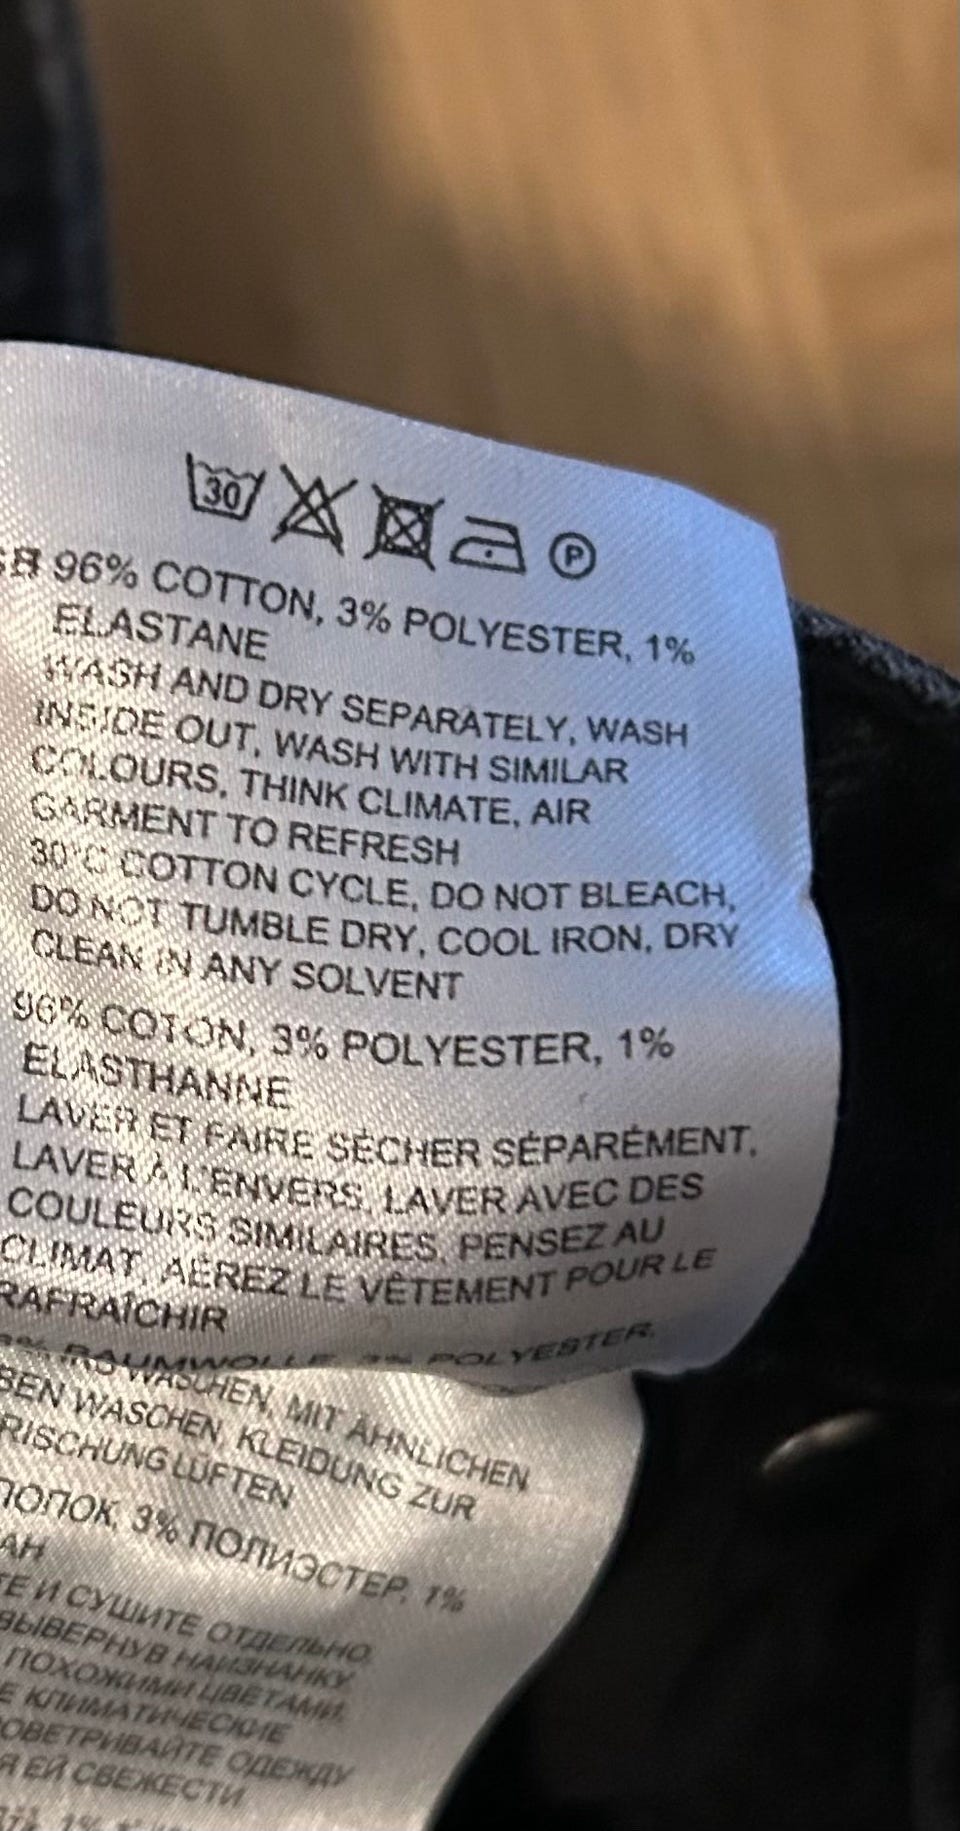 30 P
96% COTTON, 3% POLYESTER, 1%
ELASTANE
WASH AND DRY SEPARATELY, WASH
INSIDE OUT, WASH WITH SIMILAR
COLOURS, THINK CLIMATE, AIR
GARMENT TO REFRESH
30°C COTTON CYCLE, DO NOT BLEACH,
DO NOT TUMBLE DRY, COOL IRON, DRY
CLEAN IN ANY SOLVENT
96% COTON, 3% POLYESTER, 1%
ELASTHANNE
LAVER ET FAIRE SÉCHER SÉPARÉMENT,
LAVER À L'ENVERS, LAVER AVEC DES
COULEURS SIMILAIRES, PENSEZ AU
CLIMAT, AÉREZ LE VÊTEMENT POUR LE
RAFRAÎCHIR
BAUMWOLLE, 3% POLYESTER,
WASCHEN, MIT ÄHNLICHEN
BEN WASCHEN, KLEIDUNG ZUR
RISCHUNG LÜFTEN
ЛОПОК, 3% ПОЛИЭСТЕР, 1%
АН
ТЕ И СУШИТЕ ОТДЕЛЬНО
ВЫВЕРНУВ НАИЗНАНКУ
ПОХОЖИМИ ЦВЕТАМИ,
Е КЛИМАТИЧЕСКИЕ
ОВЕТРИВАЙТЕ ОДЕЖДУ
Я ЕЙ СВЕЖЕСТИ
1%